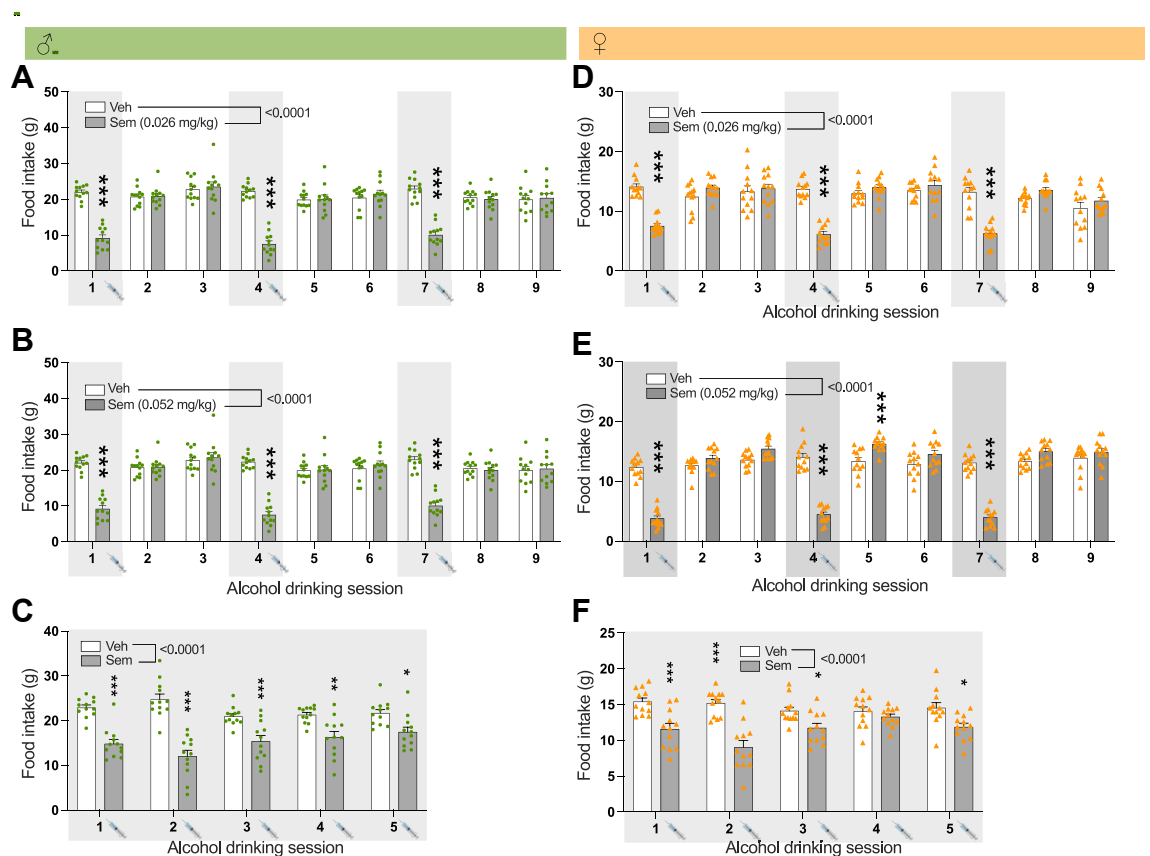 ♂
♀
A
Food intake (g)
50
40
30
20
10
0
Veh
Sem (0.026 mg/kg)
<0.0001
***
***
***
1 2 3 4 5 6 7 8 9
D
Food intake (g)
30
20
10
0
Veh
Sem (0.026 mg/kg)
<0.0001
***
***
***
1 2 3 4 5 6 7 8 9
Alcohol drinking session
B
Food intake (g)
50
40
30
20
10
0
Veh
Sem (0.052 mg/kg)
<0.0001
***
***
***
1 2 3 4 5 6 7 8 9
Alcohol drinking session
E
Food intake (g)
30
20
10
0
Veh
Sem (0.052 mg/kg)
<0.0001
***
***
***
***
1 2 3 4 5 6 7 8 9
Alcohol drinking session
C
Food intake (g)
40
30
20
10
0
Veh
Sem
<0.0001
***
***
***
**
*
1 2 3 4 5
Alcohol drinking session
F
Food intake (g)
25
20
15
10
5
0
Veh
Sem
<0.0001
***
***
*
*
1 2 3 4 5
Alcohol drinking session